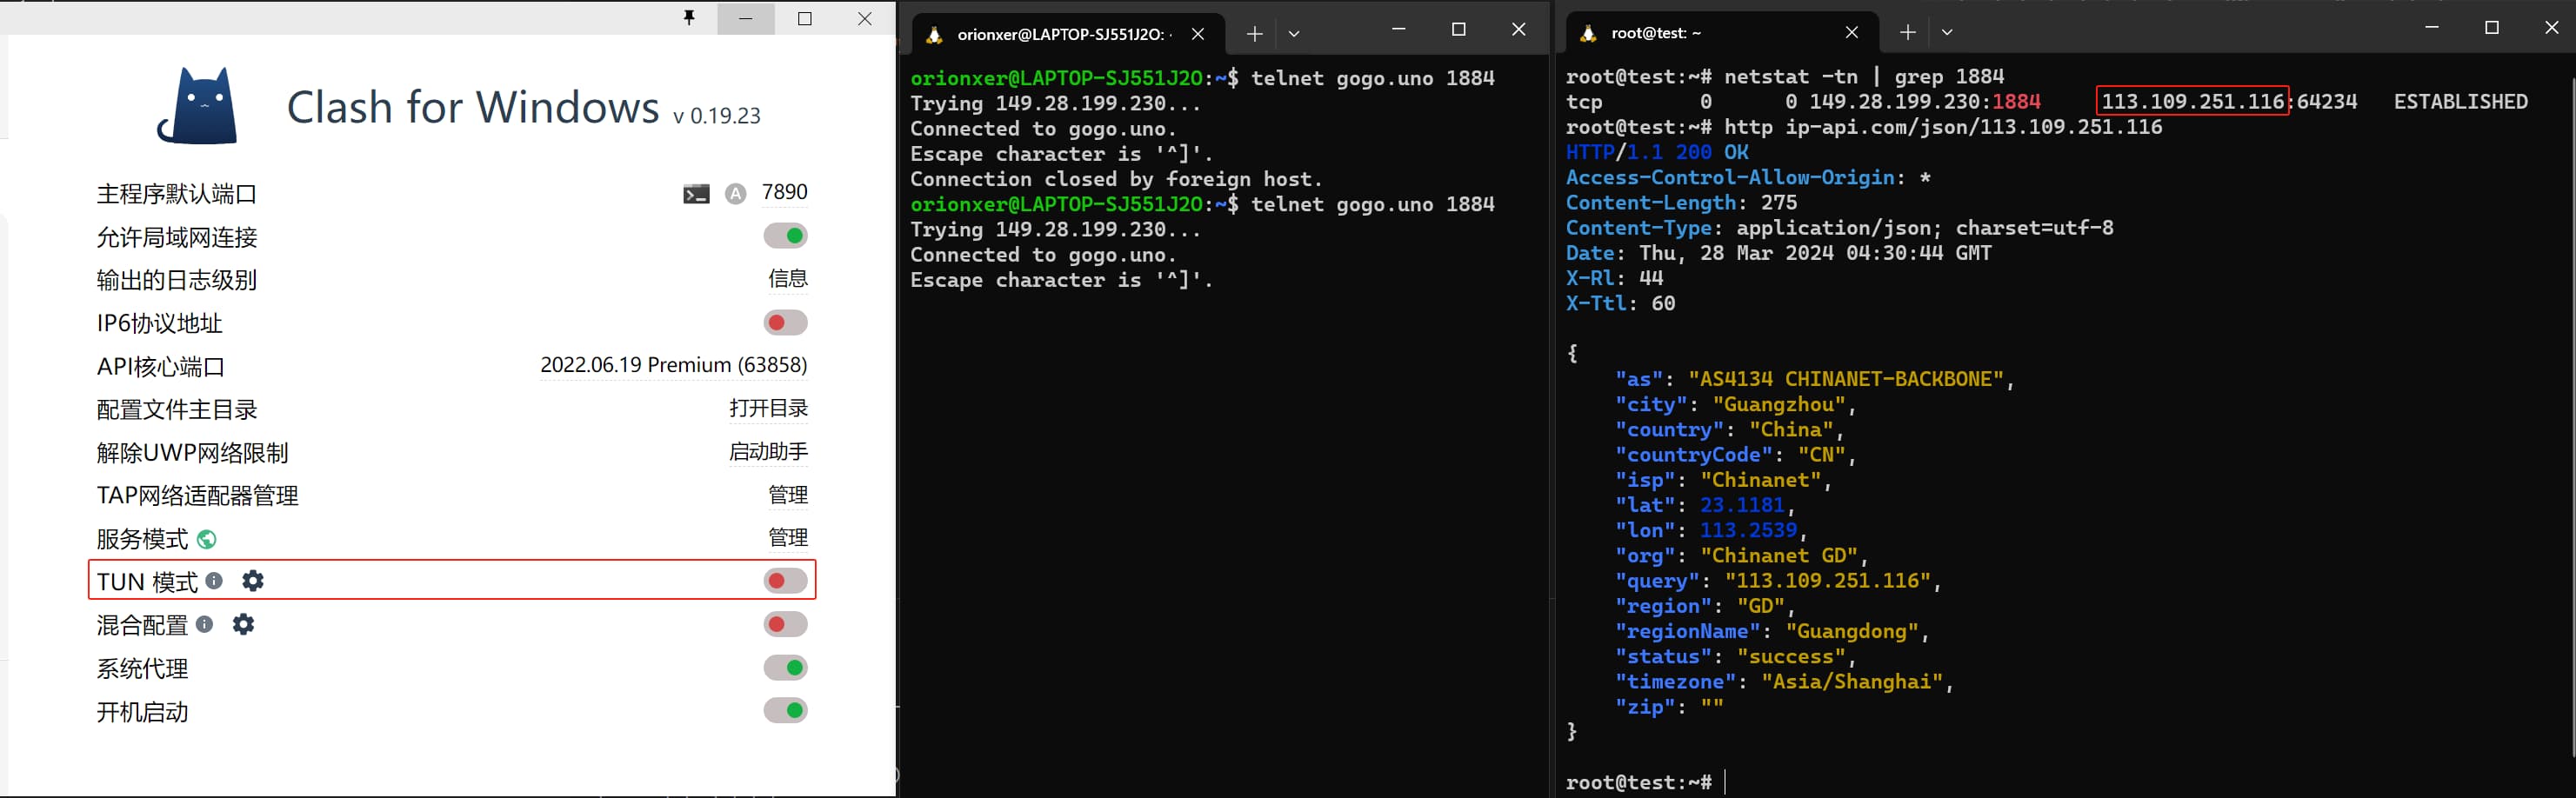 Clash for Windows v 0.19.23
主程序默认端口 A 7890
允许局域网连接
输出的日志级别 信息
IP6协议地址
API核心端口 2022.06.19 Premium (63858)
配置文件主目录 打开目录
解除UWP网络限制 启动助手
TAP网络适配器管理 管理
服务模式 管理
TUN 模式
混合配置
系统代理
开机启动
orionxer@LAPTOP-SJ551J2O: ·
orionxer@LAPTOP-SJ551J2O:~$ telnet gogo.uno 1884
Trying 149.28.199.230...
Connected to gogo.uno.
Escape character is '^]'.
Connection closed by foreign host.
orionxer@LAPTOP-SJ551J2O:~$ telnet gogo.uno 1884
Trying 149.28.199.230...
Connected to gogo.uno.
Escape character is '^]'.
root@test: ~
root@test:~# netstat -tn | grep 1884
tcp 0 0 149.28.199.230:1884 113.109.251.116:64234 ESTABLISHED
root@test:~# http ip-api.com/json/113.109.251.116
HTTP/1.1 200 OK
Access-Control-Allow-Origin: *
Content-Length: 275
Content-Type: application/json; charset=utf-8
Date: Thu, 28 Mar 2024 04:30:44 GMT
X-Rl: 44
X-Ttl: 60
{
"as": "AS4134 CHINANET-BACKBONE",
"city": "Guangzhou",
"country": "China",
"countryCode": "CN",
"isp": "Chinanet",
"lat": 23.1181,
"lon": 113.2539,
"org": "Chinanet GD",
"query": "113.109.251.116",
"region": "GD",
"regionName": "Guangdong",
"status": "success",
"timezone": "Asia/Shanghai",
"zip": ""
}
root@test:~#